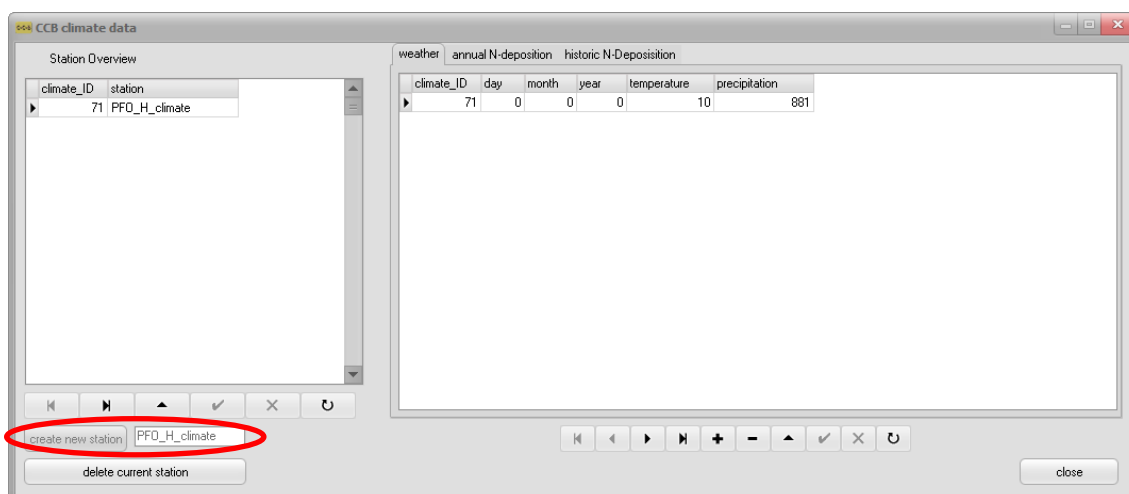 CCB climate data
Station Overview
climate_ID station
71 PFO_H_climate
create new station PFO_H_climate
delete current station
weather annual N-deposition historic N-Deposisition
climate_ID day month year temperature precipitation
71 0 0 0 10 881
close